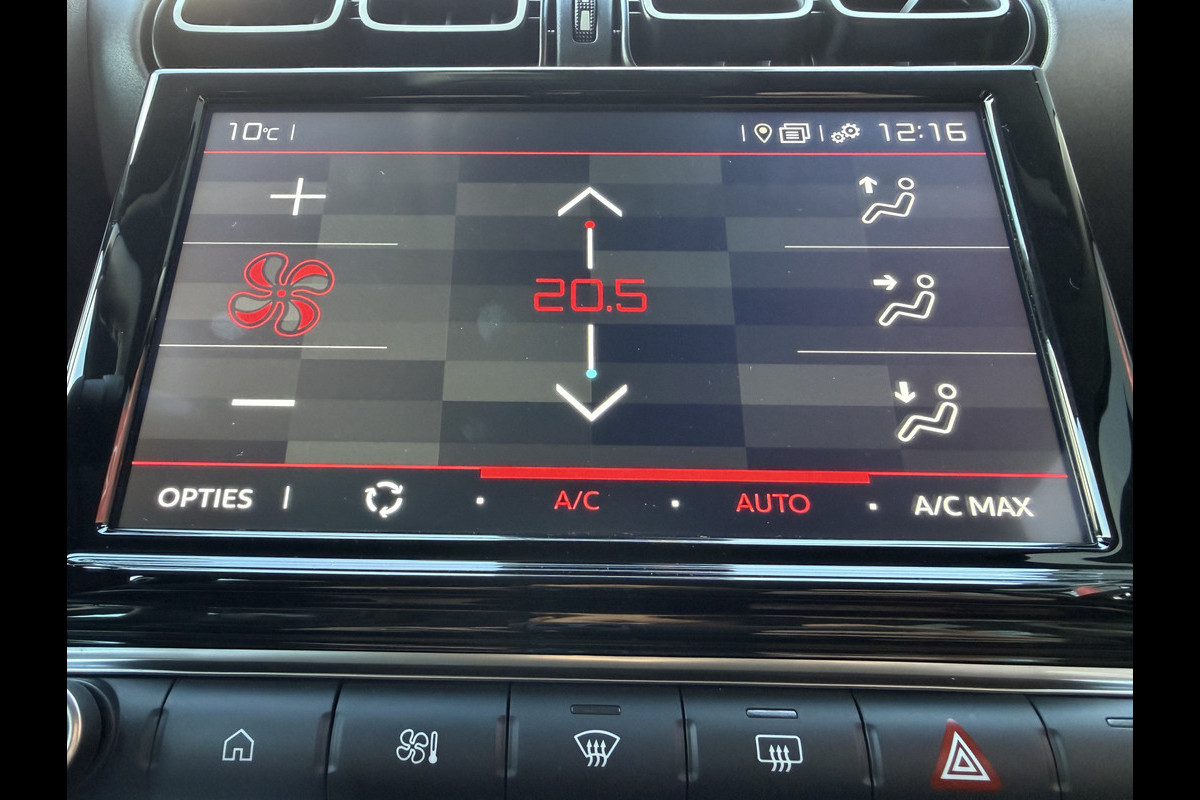 10°C
12:16
20.5
OPTIES
A/C
AUTO
A/C MAX